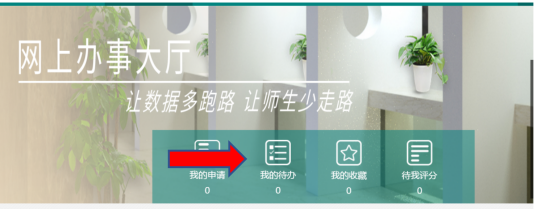 网上办事大厅
让数据多跑路 让师生少走路
我的申请 我的待办 我的收藏 待我评分
0 0 0 0